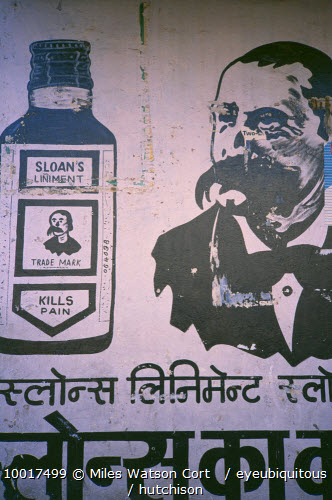 SLOAN'S
LINIMENT
TRADE MARK
KILLS
PAIN
स्लोन्स लिनिमेन्ट स्लो
लोन्स का
10017499 © Miles Watson Cort / eyeubiquitous
/ hutchison